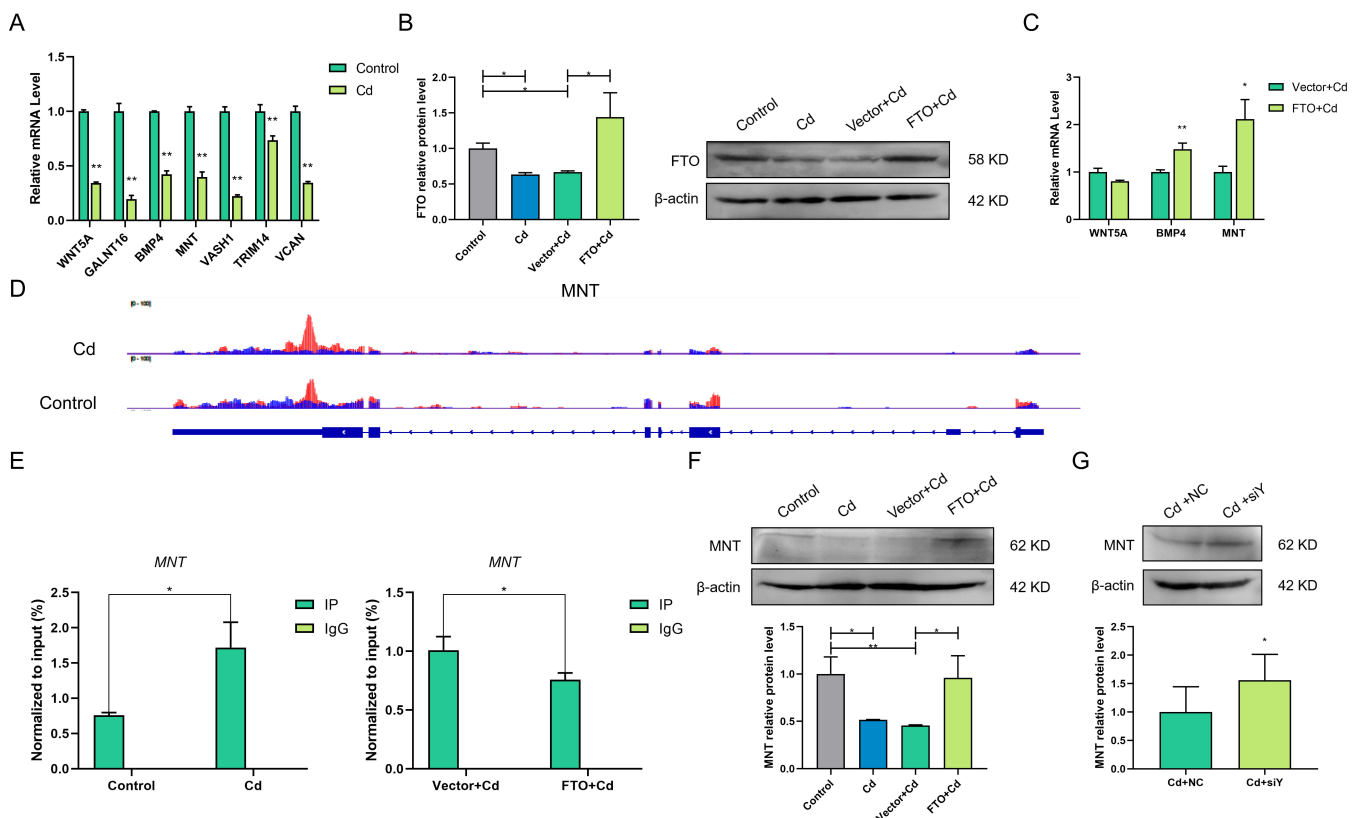 A
Relative mRNA Level
1.5
1.0
0.5
0.0
** ** ** ** ** ** **
WNT5A GALNT16 BMP4 MNT VASH1 TRIM14 VCAN
Control
Cd
B
FTO relative protein level
2.0
1.5
1.0
0.5
0.0
* * *
Control Cd Vector+Cd FTO+Cd
Control Cd Vector+Cd FTO+Cd
FTO 58 KD
β-actin 42 KD
C
Relative mRNA Level
3
2
1
0
** *
WNT5A BMP4 MNT
Vector+Cd
FTO+Cd
D
MNT
[0 - 100]
Cd
[0 - 100]
Control
E
MNT
Normalized to input (%)
2.5
2.0
1.5
1.0
0.5
0.0
*
Control Cd
IP
IgG
MNT
Normalized to input (%)
1.5
1.0
0.5
0.0
*
Vector+Cd FTO+Cd
IP
IgG
F
Control Cd Vector+Cd FTO+Cd
MNT 62 KD
β-actin 42 KD
MNT relative protein level
1.5
1.0
0.5
0.0
* ** *
Control Cd Vector+Cd FTO+Cd
G
Cd +NC Cd +siY
MNT 62 KD
β-actin 42 KD
MNT relative protein level
2.5
2.0
1.5
1.0
0.5
0.0
*
Cd+NC Cd+siY